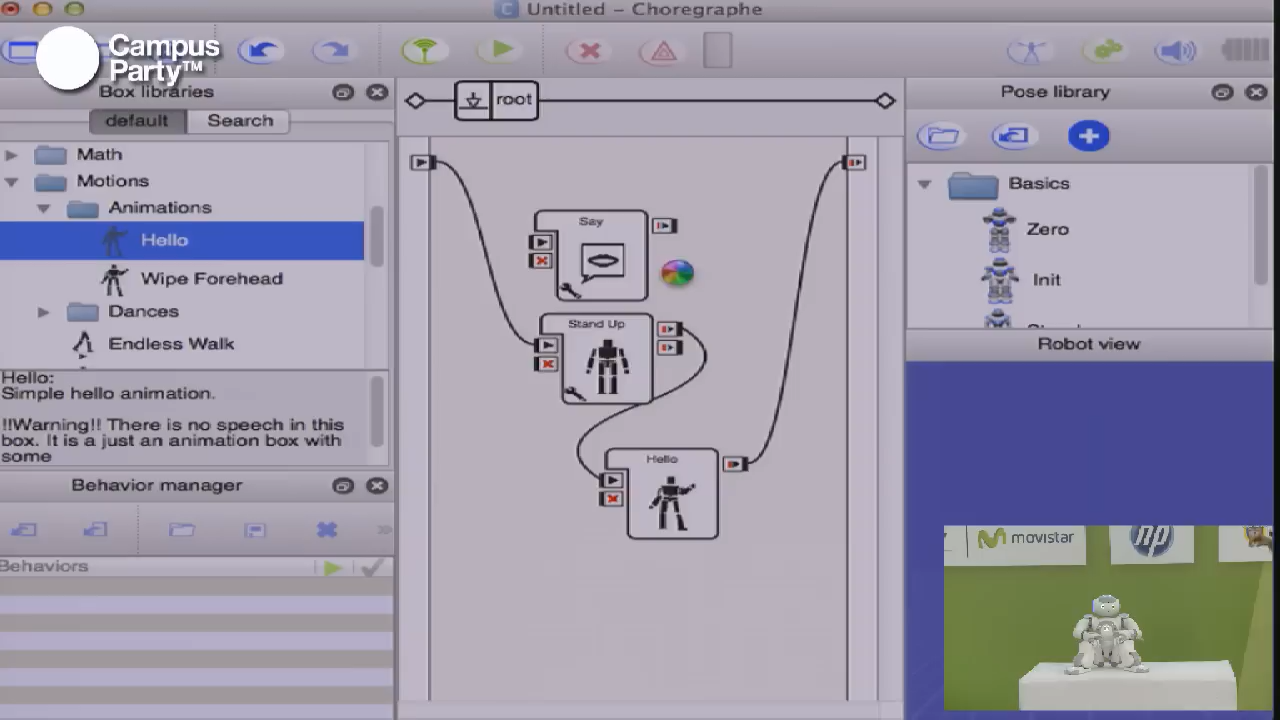 Untitled – Choregraphe
Campus
Party™
Box libraries
default
Search
Math
Motions
Animations
Hello
Wipe Forehead
Dances
Endless Walk
Hello:
Simple hello animation.
!!Warning!! There is no speech in this
box. It is a just an animation box with
some
Behavior manager
Behaviors
root
Say
Stand Up
Hello
Pose library
Basics
Zero
Init
Robot view
movistar
hp